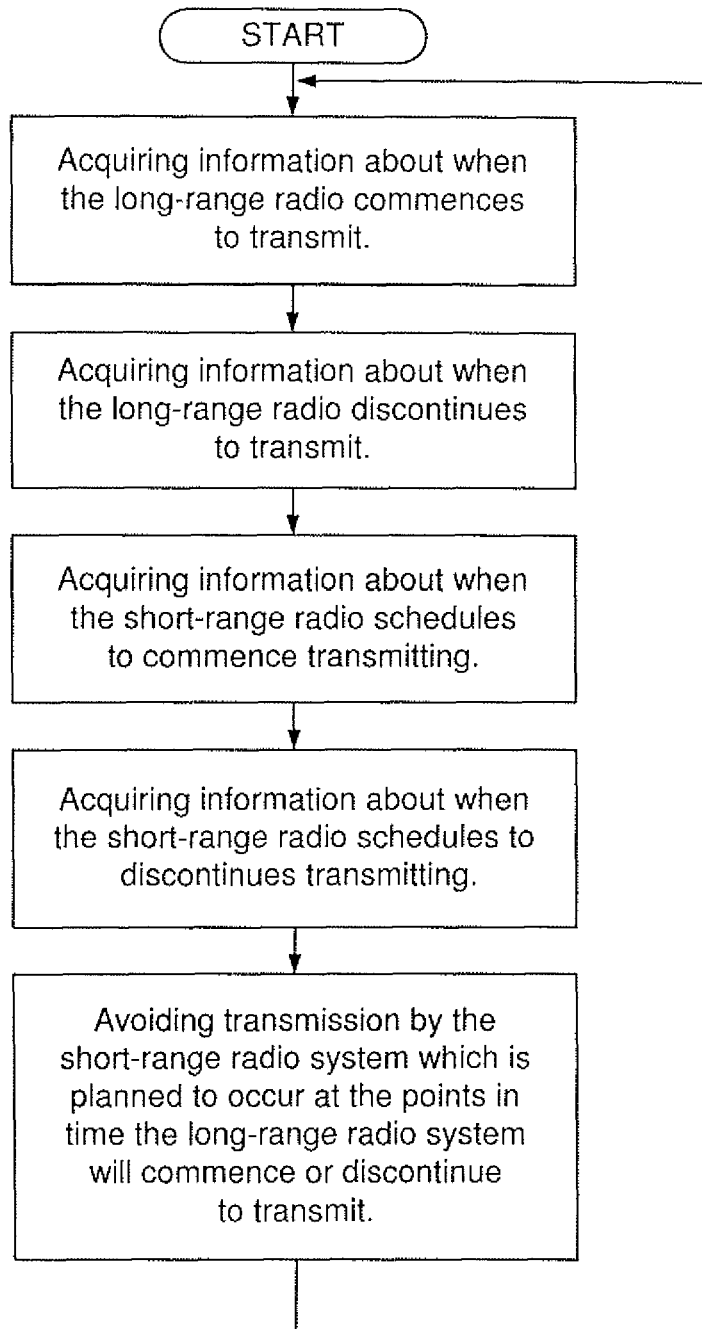 START
Acquiring information about when
the long-range radio commences
to transmit.
Acquiring information about when
the long-range radio discontinues
to transmit.
Acquiring information about when
the short-range radio schedules
to commence transmitting.
Acquiring information about when
the short-range radio schedules to
discontinues transmitting.
Avoiding transmission by the
short-range radio system which is
planned to occur at the points in
time the long-range radio system
will commence or discontinue
to transmit.